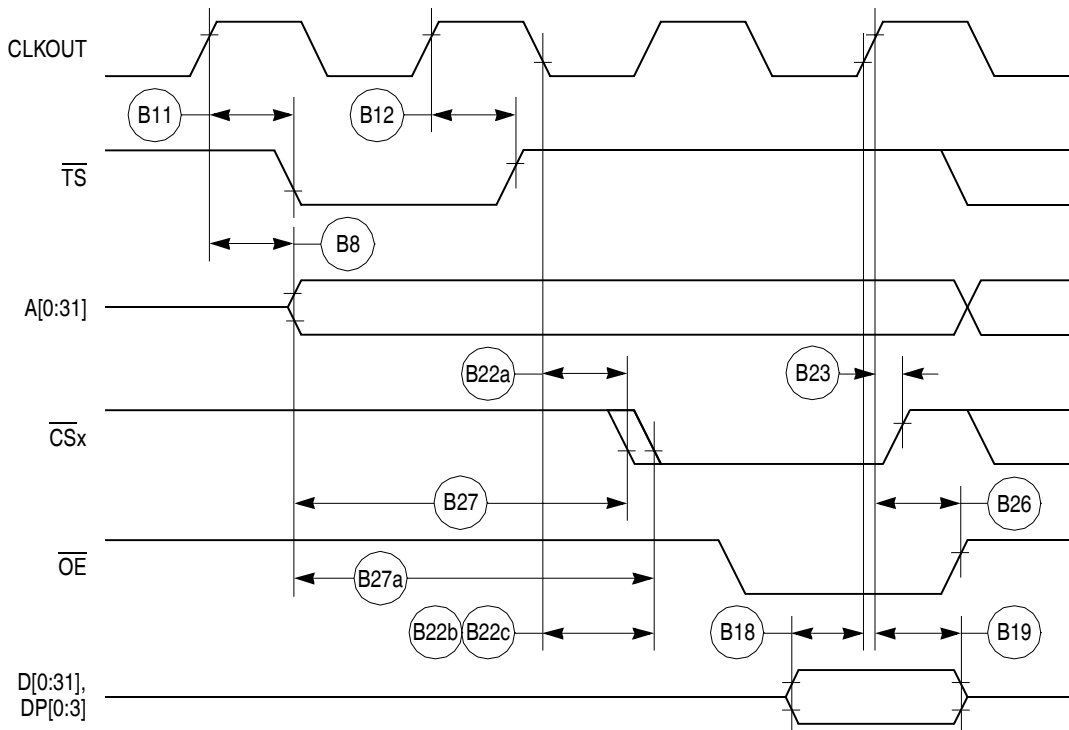 CLKOUT
B11
B12
TS
B8
A[0:31]
B22a
B23
CSx
B27
B26
OE
B27a
B22b
B22c
B18
B19
D[0:31],
DP[0:3]